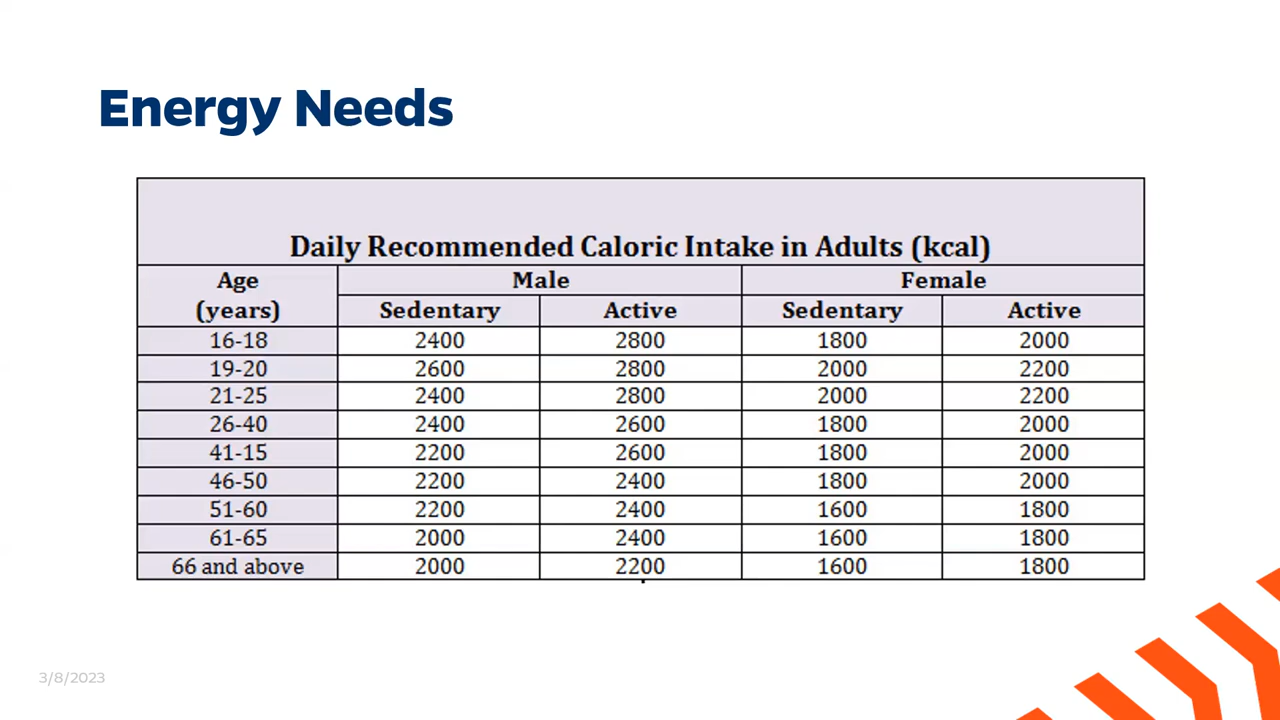 Energy Needs
Daily Recommended Caloric Intake in Adults (kcal)
Age (years) Male Female
Sedentary Active Sedentary Active
16-18 2400 2800 1800 2000
19-20 2600 2800 2000 2200
21-25 2400 2800 2000 2200
26-40 2400 2600 1800 2000
41-15 2200 2600 1800 2000
46-50 2200 2400 1800 2000
51-60 2200 2400 1600 1800
61-65 2000 2400 1600 1800
66 and above 2000 2200 1600 1800
3/8/2023